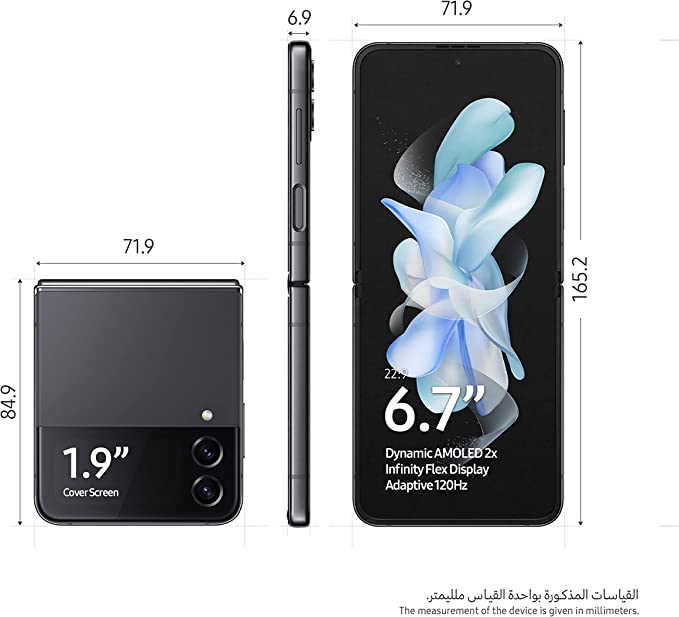 6.9
71.9
71.9
165.2
84.9
1.9”
Cover Screen
22:9
6.7”
Dynamic AMOLED 2x
Infinity Flex Display
Adaptive 120Hz
القياسات المذكورة بواحدة القياس ملليمتر.
The measurement of the device is given in millimeters.